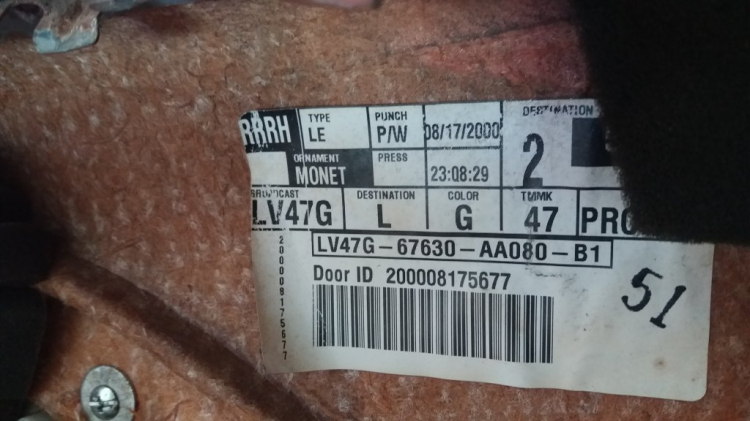 RRRH TYPE LE PUNCH P/W 08/17/2000 DESTINATION 2
ORNAMENT MONET PRESS 23:08:29
BROADCAST LV47G DESTINATION L COLOR G TMMK 47 PRO
LV47G-67630-AA080-B1
Door ID 200008175677
200008175677
51